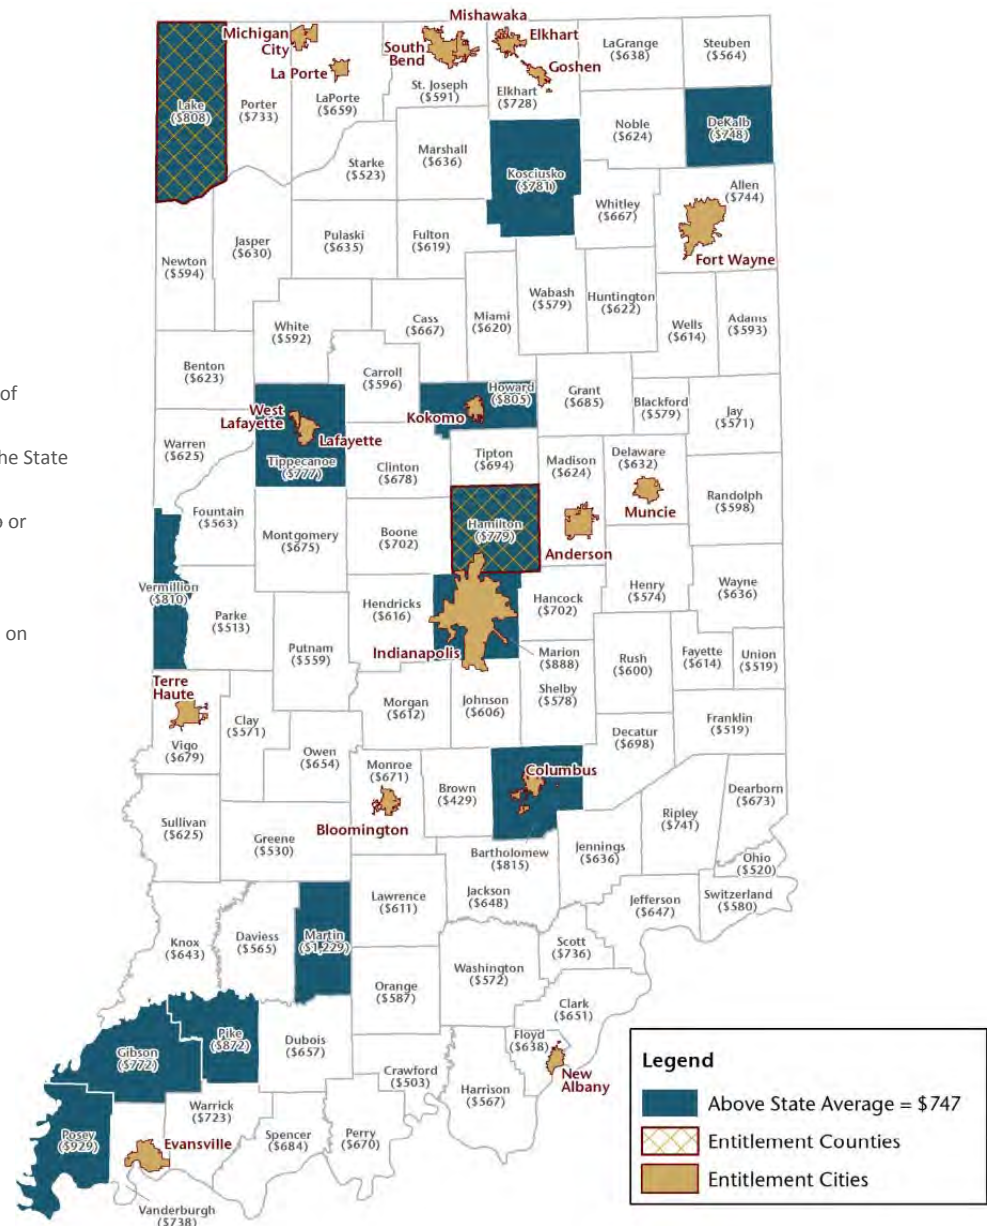 Mishawaka
Michigan
City
South
Bend
Elkhart
Goshen
La Porte
LaGrange
($638)
Steuben
($564)
Lake
($808)
Porter
($733)
LaPorte
($659)
St. Joseph
($591)
Elkhart
($728)
Noble
($624)
DeKalb
($748)
Starke
($523)
Marshall
($636)
Kosciusko
($781)
Whitley
($667)
Allen
($744)
Fort Wayne
Newton
($594)
Jasper
($630)
Pulaski
($635)
Fulton
($619)
White
($592)
Cass
($667)
Miami
($620)
Wabash
($579)
Huntington
($622)
Wells
($614)
Adams
($593)
Benton
($623)
Carroll
($596)
Howard
($805)
Kokomo
Grant
($685)
Blackford
($579)
Jay
($571)
of
West
Lafayette
Lafayette
Tippecanoe
($777)
Warren
($625)
Clinton
($678)
Tipton
($694)
Madison
($624)
Delaware
($632)
Muncie
he State
Randolph
($598)
Fountain
($563)
Montgomery
($675)
Boone
($702)
Hamilton
($779)
Anderson
o or
Vermillion
($810)
Parke
($513)
Hendricks
($616)
Hancock
($702)
Henry
($574)
Wayne
($636)
on
Putnam
($559)
Indianapolis
Marion
($888)
Rush
($600)
Fayette
($614)
Union
($519)
Terre
Haute
Vigo
($679)
Clay
($571)
Morgan
($612)
Johnson
($606)
Shelby
($578)
Decatur
($698)
Franklin
($519)
Owen
($654)
Monroe
($671)
Bloomington
Brown
($429)
Columbus
Bartholomew
($815)
Dearborn
($673)
Ripley
($741)
Sullivan
($625)
Greene
($530)
Jennings
($636)
Ohio
($520)
Lawrence
($611)
Jackson
($648)
Jefferson
($647)
Switzerland
($580)
Knox
($643)
Daviess
($565)
Martin
($1,229)
Scott
($736)
Orange
($587)
Washington
($572)
Clark
($651)
Gibson
($772)
Pike
($872)
Dubois
($657)
Floyd
($638)
New
Albany
Crawford
($503)
Harrison
($567)
Posey
($929)
Warrick
($723)
Evansville
Spencer
($684)
Perry
($670)
Vanderburgh
($738)
Legend
Above State Average = $747
Entitlement Counties
Entitlement Cities